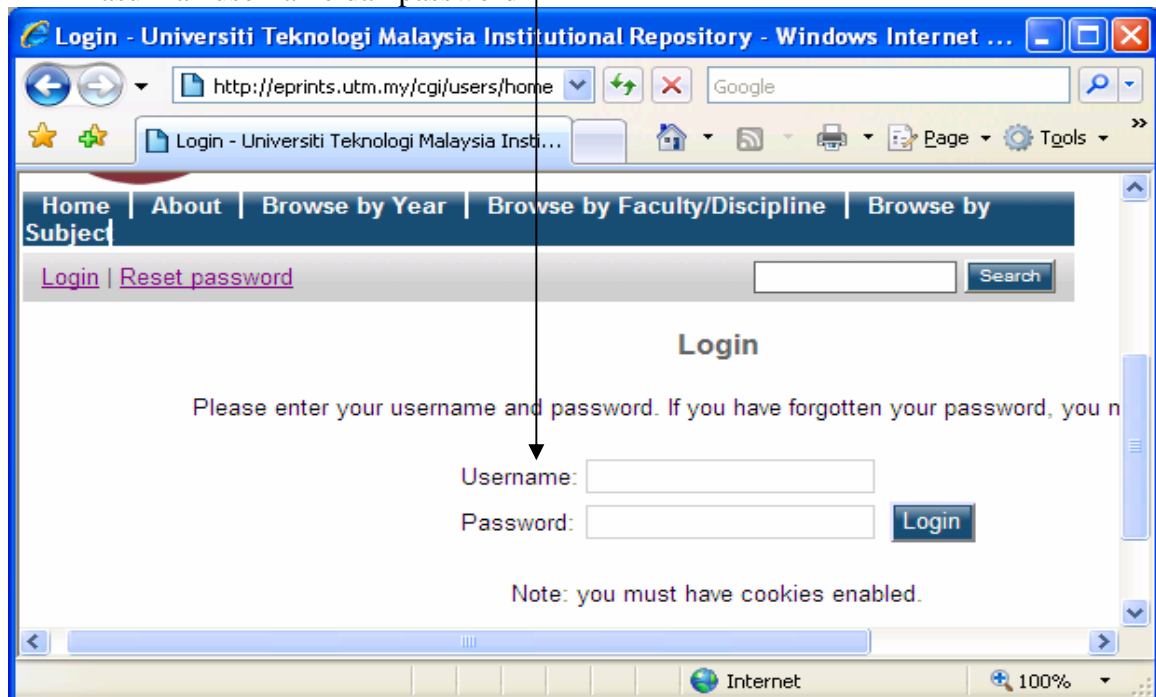 username dan password
Login - Universiti Teknologi Malaysia Institutional Repository - Windows Internet ...
http://eprints.utm.my/cgi/users/home
Google
Login - Universiti Teknologi Malaysia Insti...
Page
Tools
»
Home | About | Browse by Year | Browse by Faculty/Discipline | Browse by
Subject
Login | Reset password
Search
Login
Please enter your username and password. If you have forgotten your password, you n
Username:
Password:
Login
Note: you must have cookies enabled.
Internet
100%